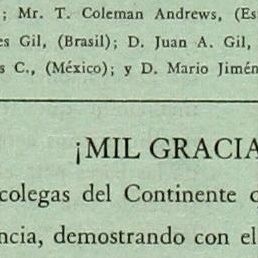 ; Mr. T. Coleman Andrews, (Es
es Gil, (Brasil); D. Juan A. Gil,
s C., (México); y D. Mario Jimén
¡MIL GRACIA
colegas del Continente
ncia, demostrando con el